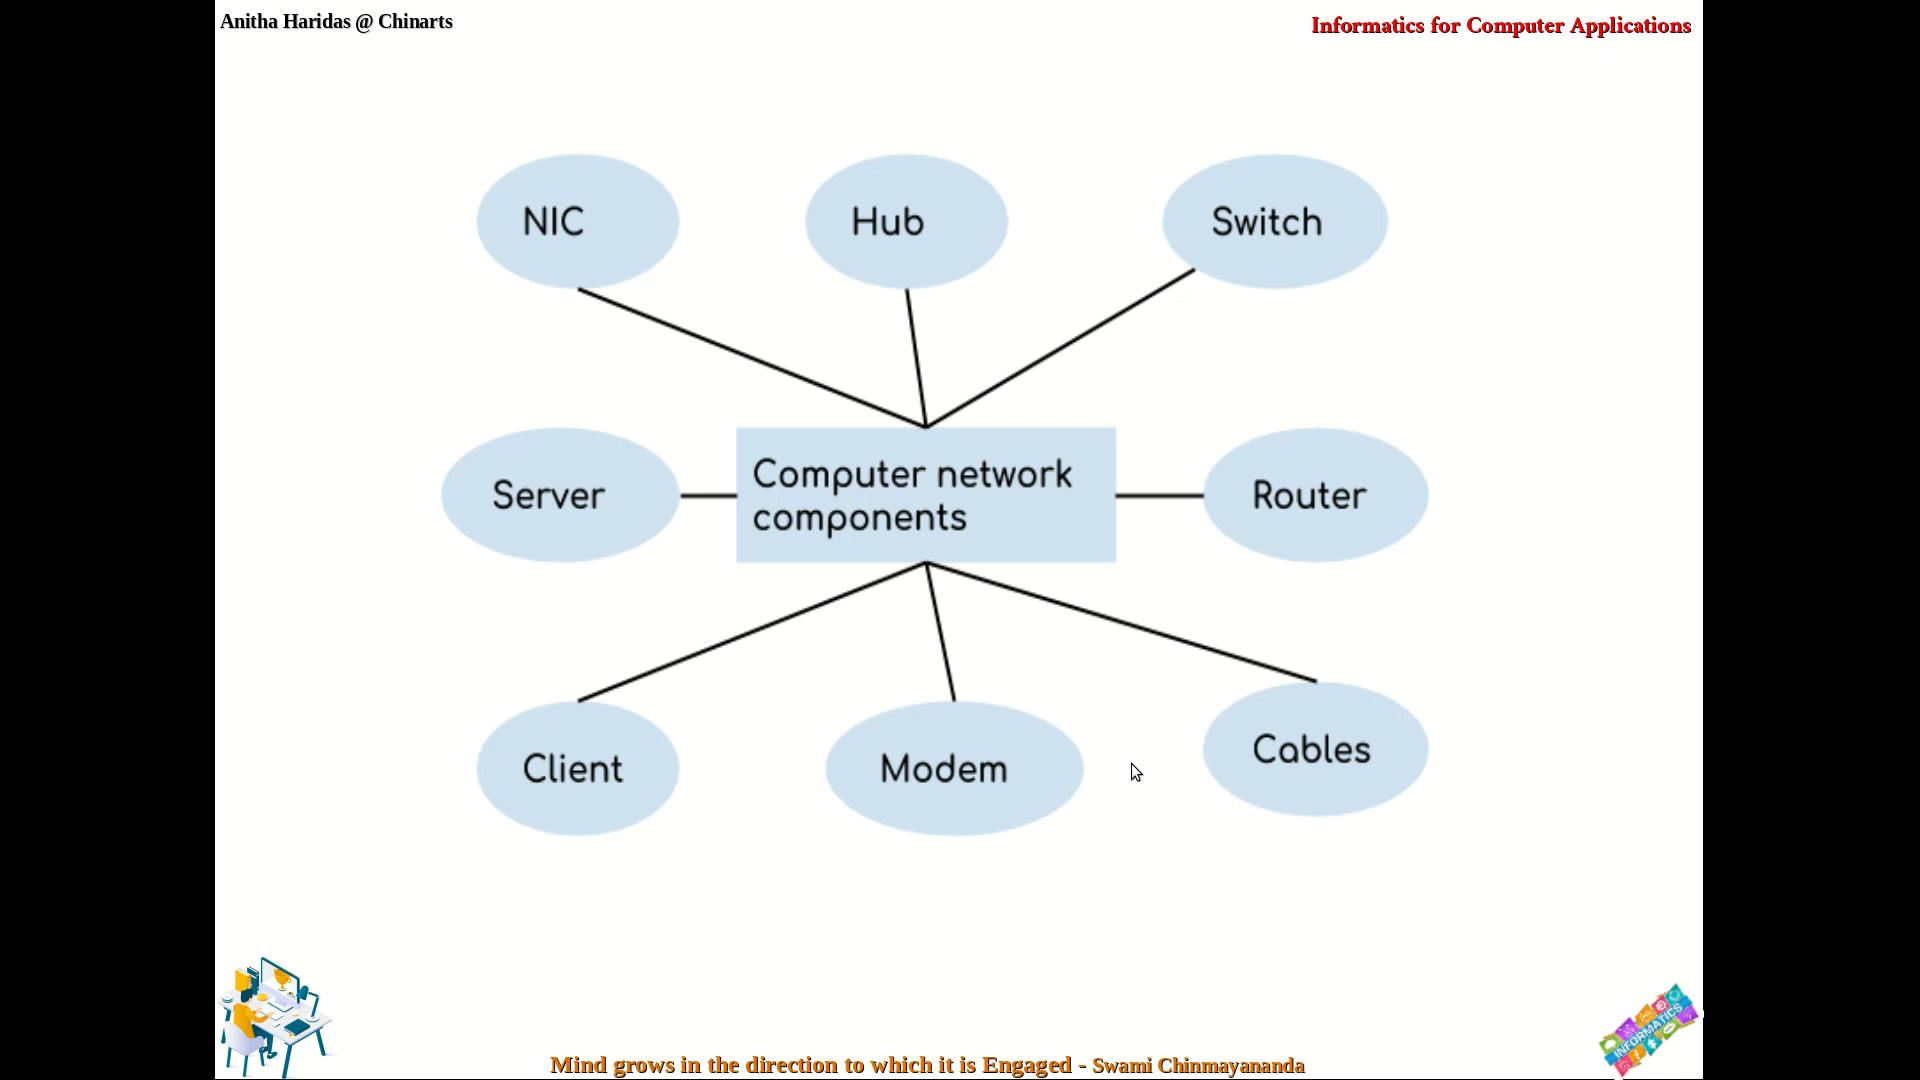 Anitha Haridas @ Chinarts
Informatics for Computer Applications
NIC
Hub
Switch
Server
Computer network
components
Router
Client
Modem
Cables
INFORMATICS
Mind grows in the direction to which it is Engaged - Swami Chinmayananda